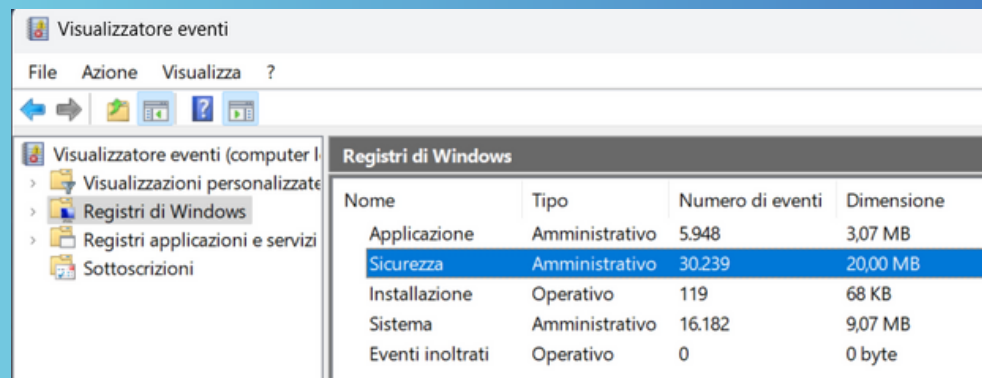 Visualizzatore eventi
File Azione Visualizza ?
Visualizzatore eventi (computer l
Visualizzazioni personalizzate
Registri di Windows
Registri applicazioni e servizi
Sottoscrizioni
Registri di Windows
Nome Tipo Numero di eventi Dimensione
Applicazione Amministrativo 5.948 3,07 MB
Sicurezza Amministrativo 30.239 20,00 MB
Installazione Operativo 119 68 KB
Sistema Amministrativo 16.182 9,07 MB
Eventi inoltrati Operativo 0 0 byte